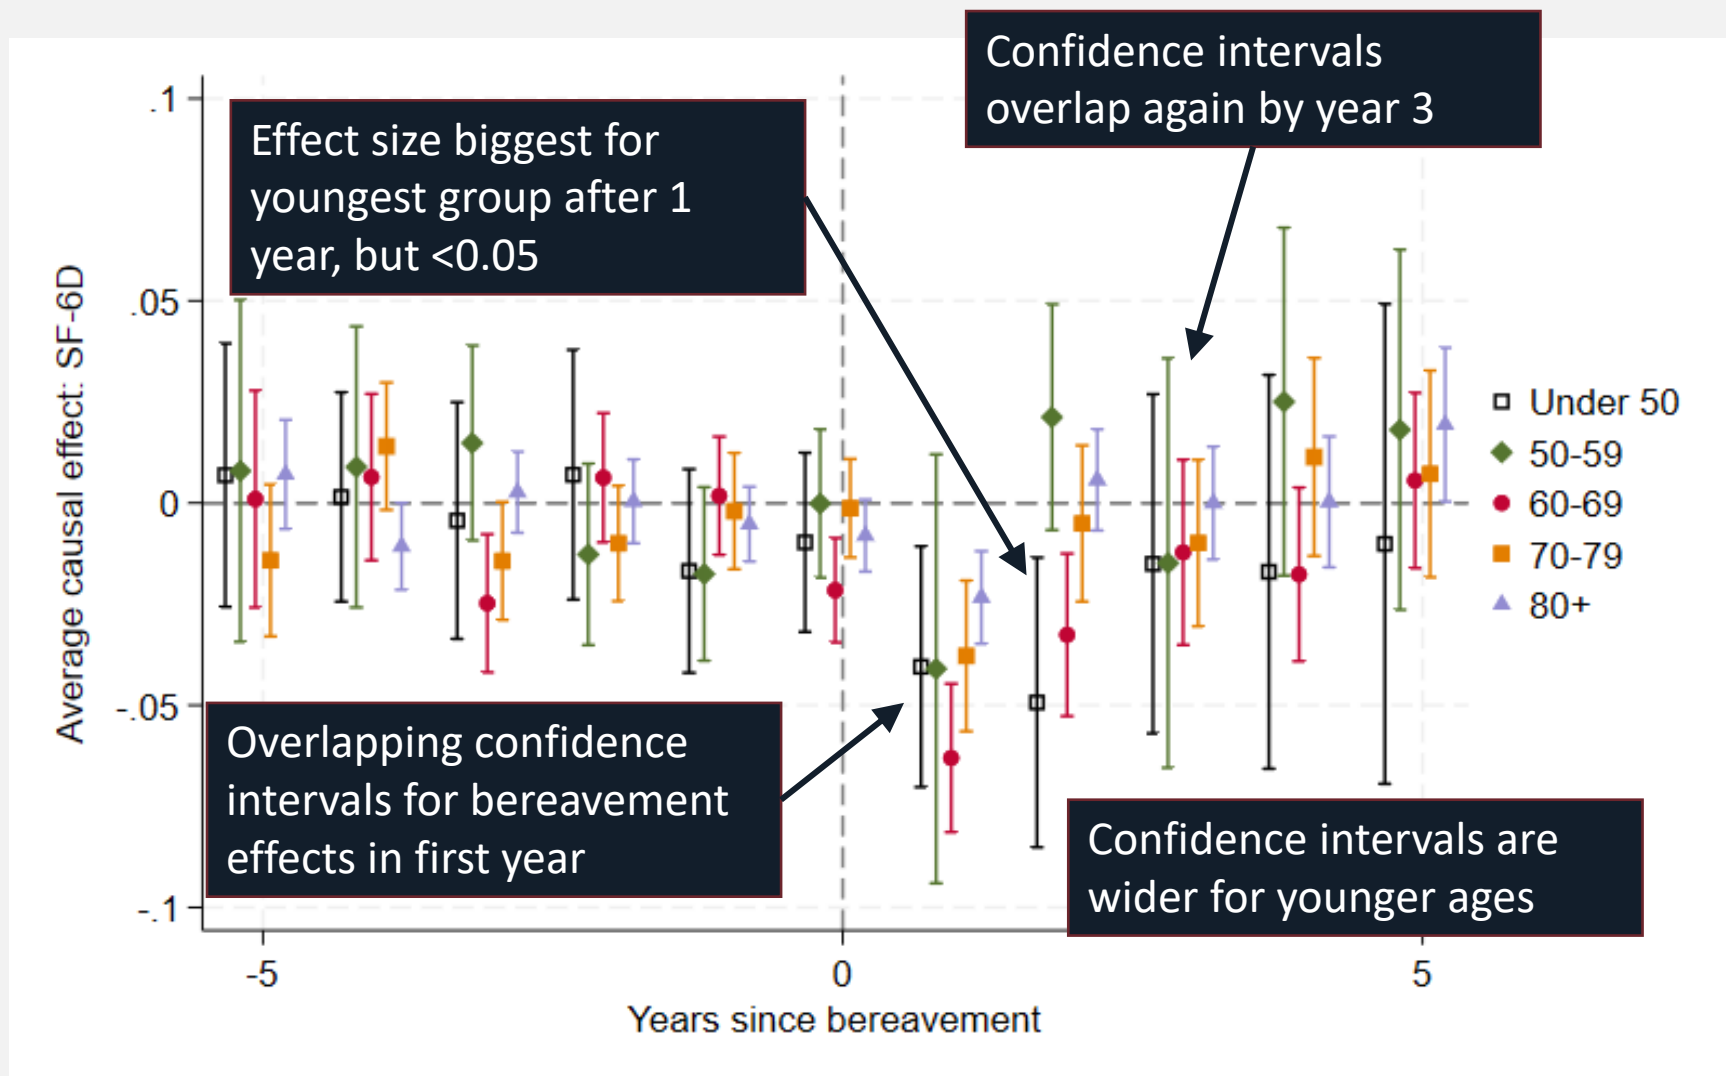 Confidence intervals
overlap again by year 3
Effect size biggest for
youngest group after 1
year, but <0.05
Overlapping confidence
intervals for bereavement
effects in first year
Confidence intervals are
wider for younger ages
Average causal effect: SF-6D
.1
.05
0
-.05
-.1
-5
0
5
Years since bereavement
Under 50
50-59
60-69
70-79
80+